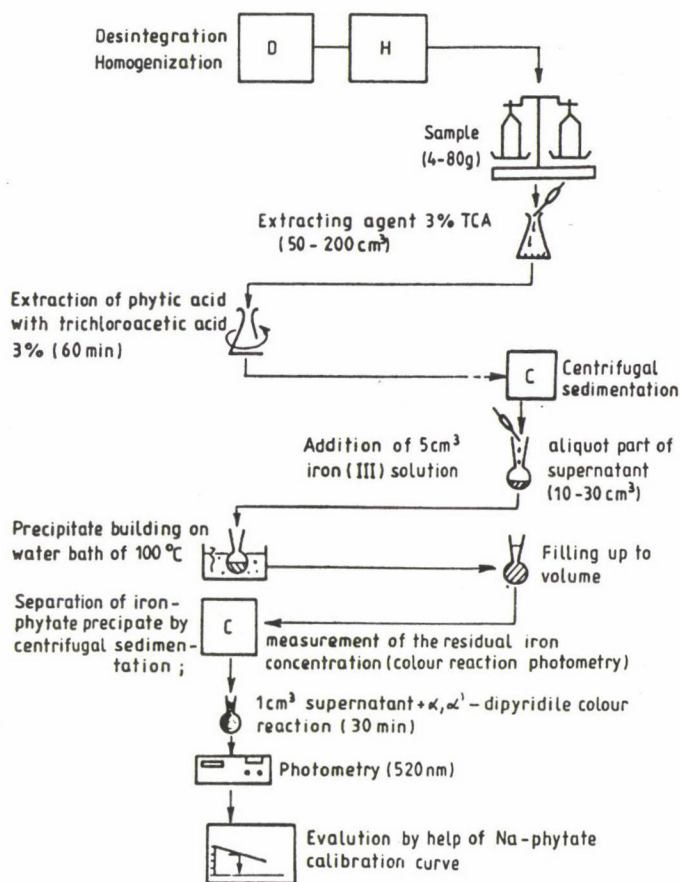 Desintegration
Homogenization
D
H
Sample
(4-80g)
Extracting agent 3% TCA
(50-200cm³)
Extraction of phytic acid
with trichloroacetic acid
3% (60 min)
C
Centrifugal
sedimentation
Addition of 5cm³
iron (III) solution
aliquot part of
supernatant
(10-30cm³)
Precipitate building on
water bath of 100°C
Filling up to
volume
Separation of iron-
phytate precipate by
centrifugal sedimen-
tation ;
C
measurement of the residual iron
concentration (colour reaction photometry)
1cm³ supernatant + α, α' - dipyridile colour
reaction (30 min)
Photometry (520nm)
Evalution by help of Na-phytate
calibration curve